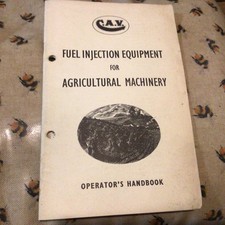 C.A.V.
FUEL INJECTION EQUIPMENT
FOR
AGRICULTURAL MACHINERY
OPERATOR'S HANDBOOK